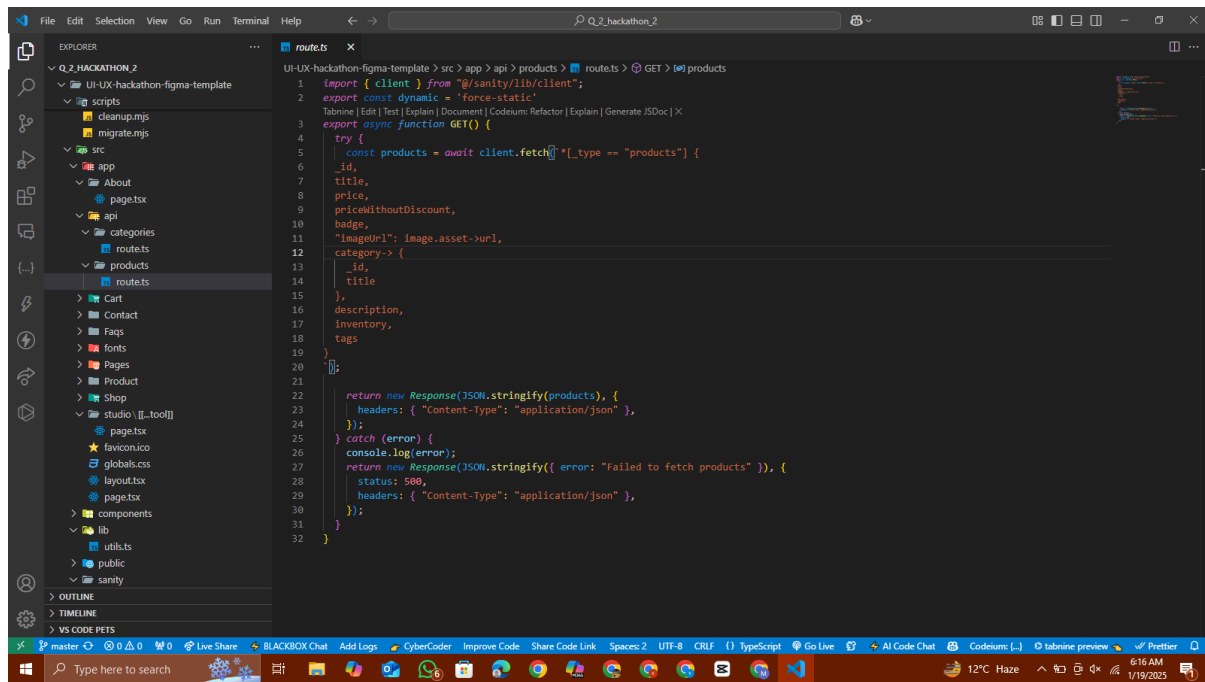 File Edit Selection View Go Run Terminal Help
Q_2_hackathon_2
EXPLORER
Q_2_HACKATHON_2
UI-UX-hackathon-figma-template
scripts
cleanup.mjs
migrate.mjs
src
app
About
page.tsx
api
categories
route.ts
products
route.ts
Cart
Contact
Faqs
fonts
Pages
Product
Shop
studio \ [[...tool]]
page.tsx
favicon.ico
globals.css
layout.tsx
page.tsx
components
lib
utils.ts
public
sanity
OUTLINE
TIMELINE
VS CODE PETS
route.ts
UI-UX-hackathon-figma-template > src > app > api > products > route.ts > GET > products
1 import { client } from "@/sanity/lib/client";
2 export const dynamic = 'force-static'
Tabnine | Edit | Test | Explain | Document | Codeium: Refactor | Explain | Generate JSDoc | X
3 export async function GET() {
4 try {
5 const products = await client.fetch(`*[_type == "products"] {
6 _id,
7 title,
8 price,
9 priceWithoutDiscount,
10 badge,
11 "imageUrl": image.asset->url,
12 category-> {
13 _id,
14 title
15 },
16 description,
17 inventory,
18 tags
19 }
20 `);
21
22 return new Response(JSON.stringify(products), {
23 headers: { "Content-Type": "application/json" },
24 });
25 } catch (error) {
26 console.log(error);
27 return new Response(JSON.stringify({ error: "Failed to fetch products" }), {
28 status: 500,
29 headers: { "Content-Type": "application/json" },
30 });
31 }
32 }
master 0 0 0 Live Share BLACKBOX Chat Add Logs CyberCoder Improve Code Share Code Link Spaces: 2 UTF-8 CRLF {} TypeScript Go Live AI Code Chat Codeium: {...} tabnine preview Prettier
Type here to search 6 12°C Haze 6:16 AM
1/19/2025 1